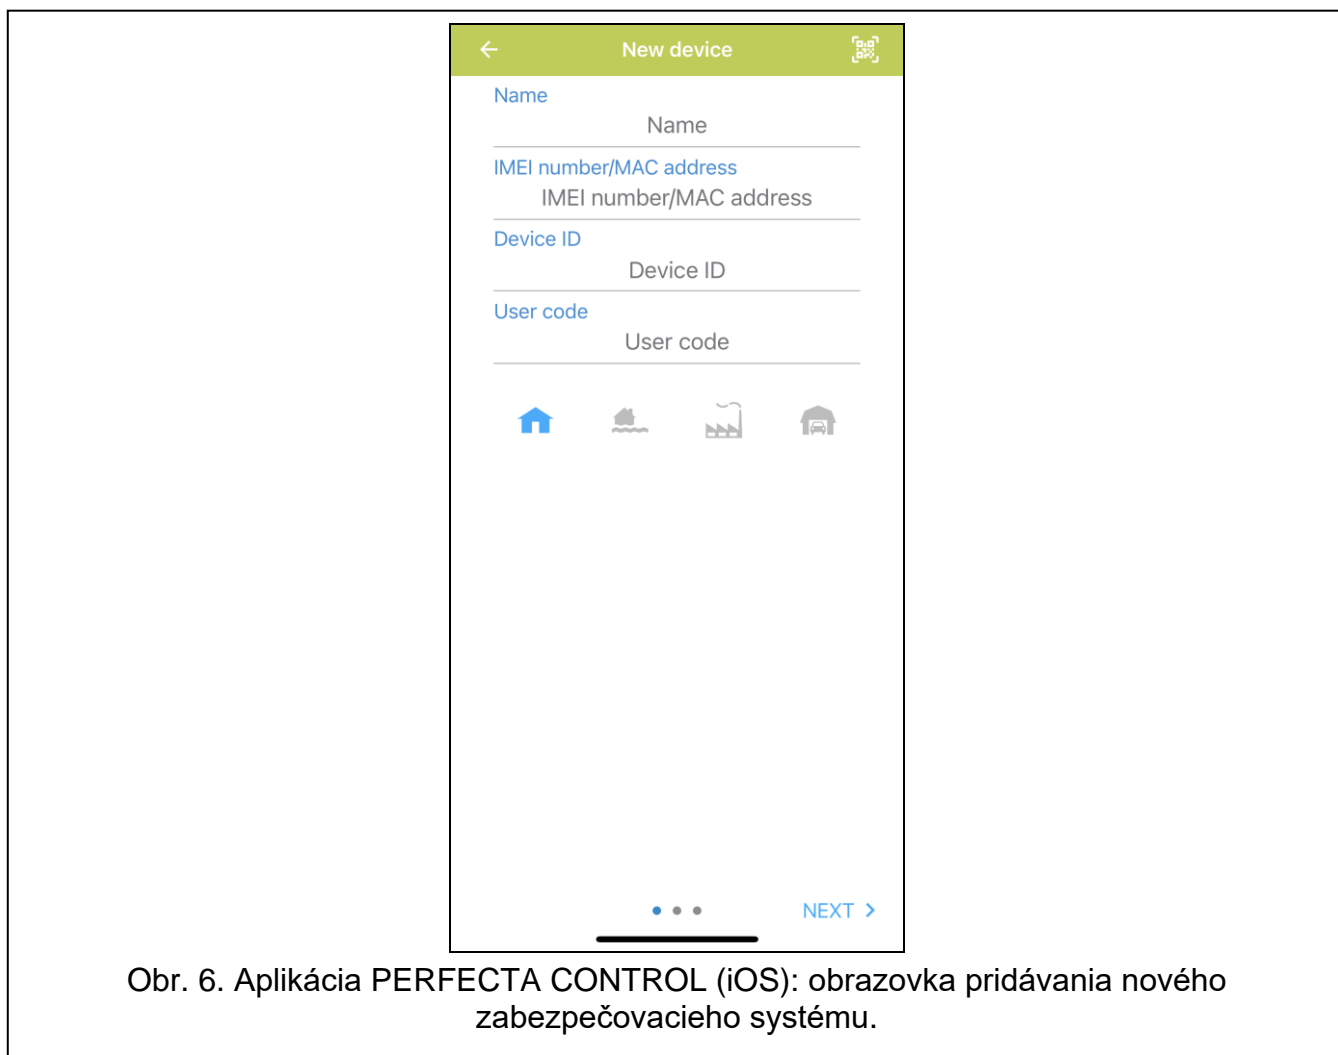 New device
Name
Name
IMEI number/MAC address
IMEI number/MAC address
Device ID
Device ID
User code
User code
NEXT
Obr. 6. Aplikácia PERFECTA CONTROL (iOS): obrazovka pridávania nového
zabezpečovacieho systému.